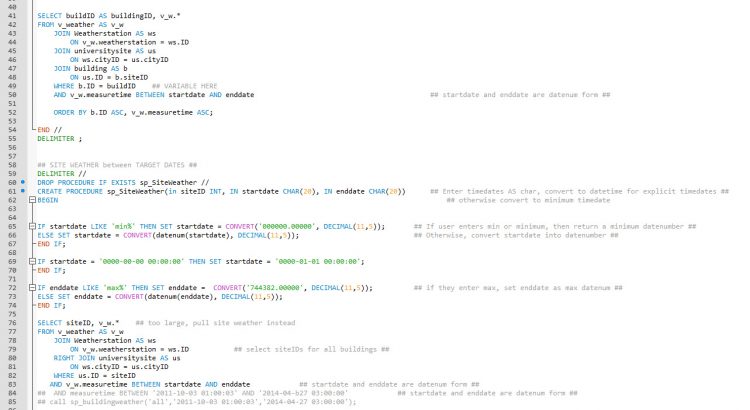 40
41 SELECT buildID AS buildingID, v_w.*
42 FROM v_weather AS v_w
43 JOIN Weatherstation AS ws
44 ON v_w.weatherstation = ws.ID
45 JOIN universitysite AS us
46 ON ws.cityID = us.cityID
47 JOIN building AS b
48 ON us.ID = b.siteID
49 WHERE b.ID = buildID ## VARIABLE HERE
50 AND v_w.measuretime BETWEEN startdate AND enddate ## startdate and enddate are datenum form ##
51
52 ORDER BY b.ID ASC, v_w.measuretime ASC;
53
54 END //
55 DELIMITER ;
56
57
58 ## SITE WEATHER between TARGET DATES ##
59 DELIMITER //
60 DROP PROCEDURE IF EXISTS sp_SiteWeather //
61 CREATE PROCEDURE sp_SiteWeather(in siteID INT, IN startdate CHAR(20), IN enddate CHAR(20)) ## Enter timedates AS char, convert to datetime for explicit timedates ##
62 BEGIN ## otherwise convert to minimum timedate
63
64
65 IF startdate LIKE 'min%' THEN SET startdate = CONVERT('000000.00000', DECIMAL(11,5)); ## If user enters min or minimum, then return a minimum datenumber ##
66 ELSE SET startdate = CONVERT(datenum(startdate), DECIMAL(11,5)); ## Otherwise, convert startdate into datenumber ##
67 END IF;
68
69 IF startdate = '0000-00-00 00:00:00' THEN SET startdate = '0000-01-01 00:00:00';
70 END IF;
71
72 IF enddate LIKE 'max%' THEN SET enddate = CONVERT('744382.00000', DECIMAL(11,5)); ## if they enter max, set enddate as max datenum ##
73 ELSE SET enddate = CONVERT(datenum(enddate), DECIMAL(11,5));
74 END IF;
75
76 SELECT siteID, v_w.* ## too large, pull site weather instead
77 FROM v_weather AS v_w
78 JOIN Weatherstation AS ws
79 ON v_w.weatherstation = ws.ID ## select siteIDs for all buildings ##
80 RIGHT JOIN universitysite AS us
81 ON ws.cityID = us.cityID
82 WHERE us.ID = siteID
83 AND v_w.measuretime BETWEEN startdate AND enddate ## startdate and enddate are datenum form ##
84 ## AND measuretime BETWEEN '2011-10-03 01:00:03' AND '2014-04-b27 03:00:00' ## startdate and enddate are datenum form ##
85 ## call sp_buildingweather('all','2011-10-03 01:00:03','2014-04-27 03:00:00');